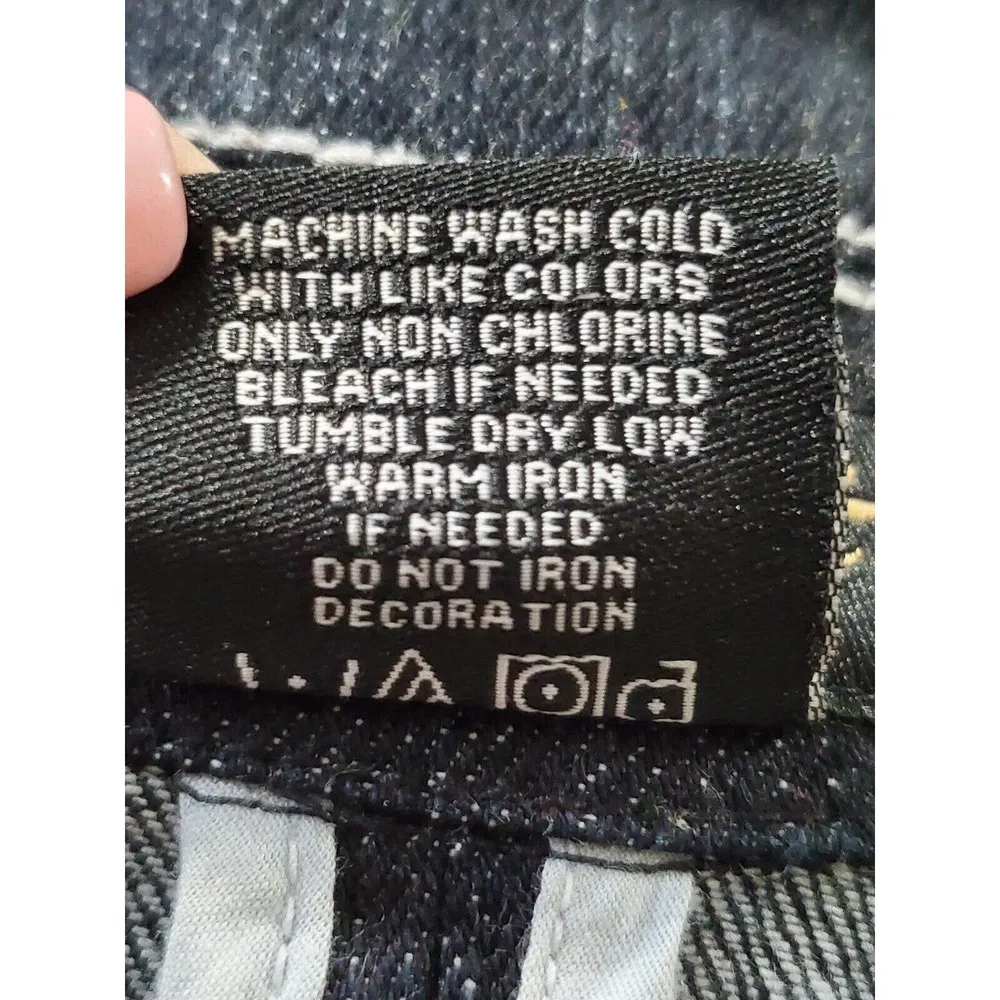 MACHINE WASH COLD
WITH LIKE COLORS
ONLY NON CHLORINE
BLEACH IF NEEDED
TUMBLE DRY LOW
WARM IRON
IF NEEDED
DO NOT IRON
DECORATION